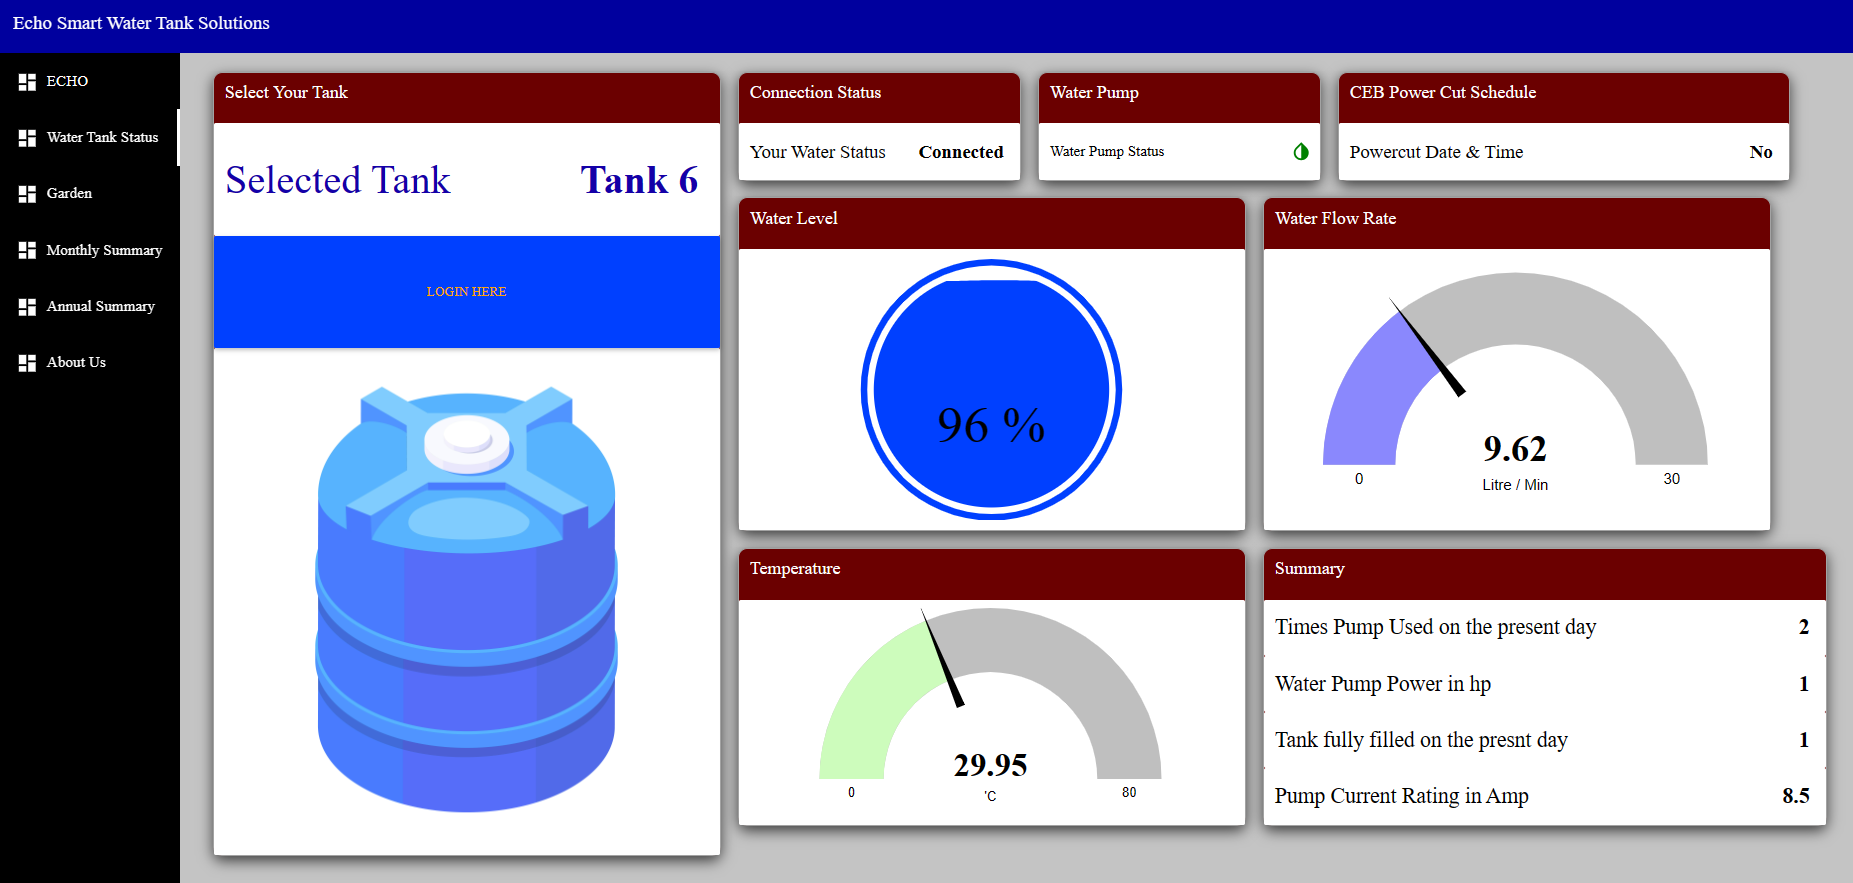 Echo Smart Water Tank Solutions
ECHO
Water Tank Status
Garden
Monthly Summary
Annual Summary
About Us
Select Your Tank
Selected Tank Tank 6
LOGIN HERE
Connection Status
Your Water Status Connected
Water Pump
Water Pump Status
CEB Power Cut Schedule
Powercut Date & Time No
Water Level
96 %
Water Flow Rate
9.62
0 30
Litre / Min
Temperature
29.95
0 80
'C
Summary
Times Pump Used on the present day 2
Water Pump Power in hp 1
Tank fully filled on the presnt day 1
Pump Current Rating in Amp 8.5